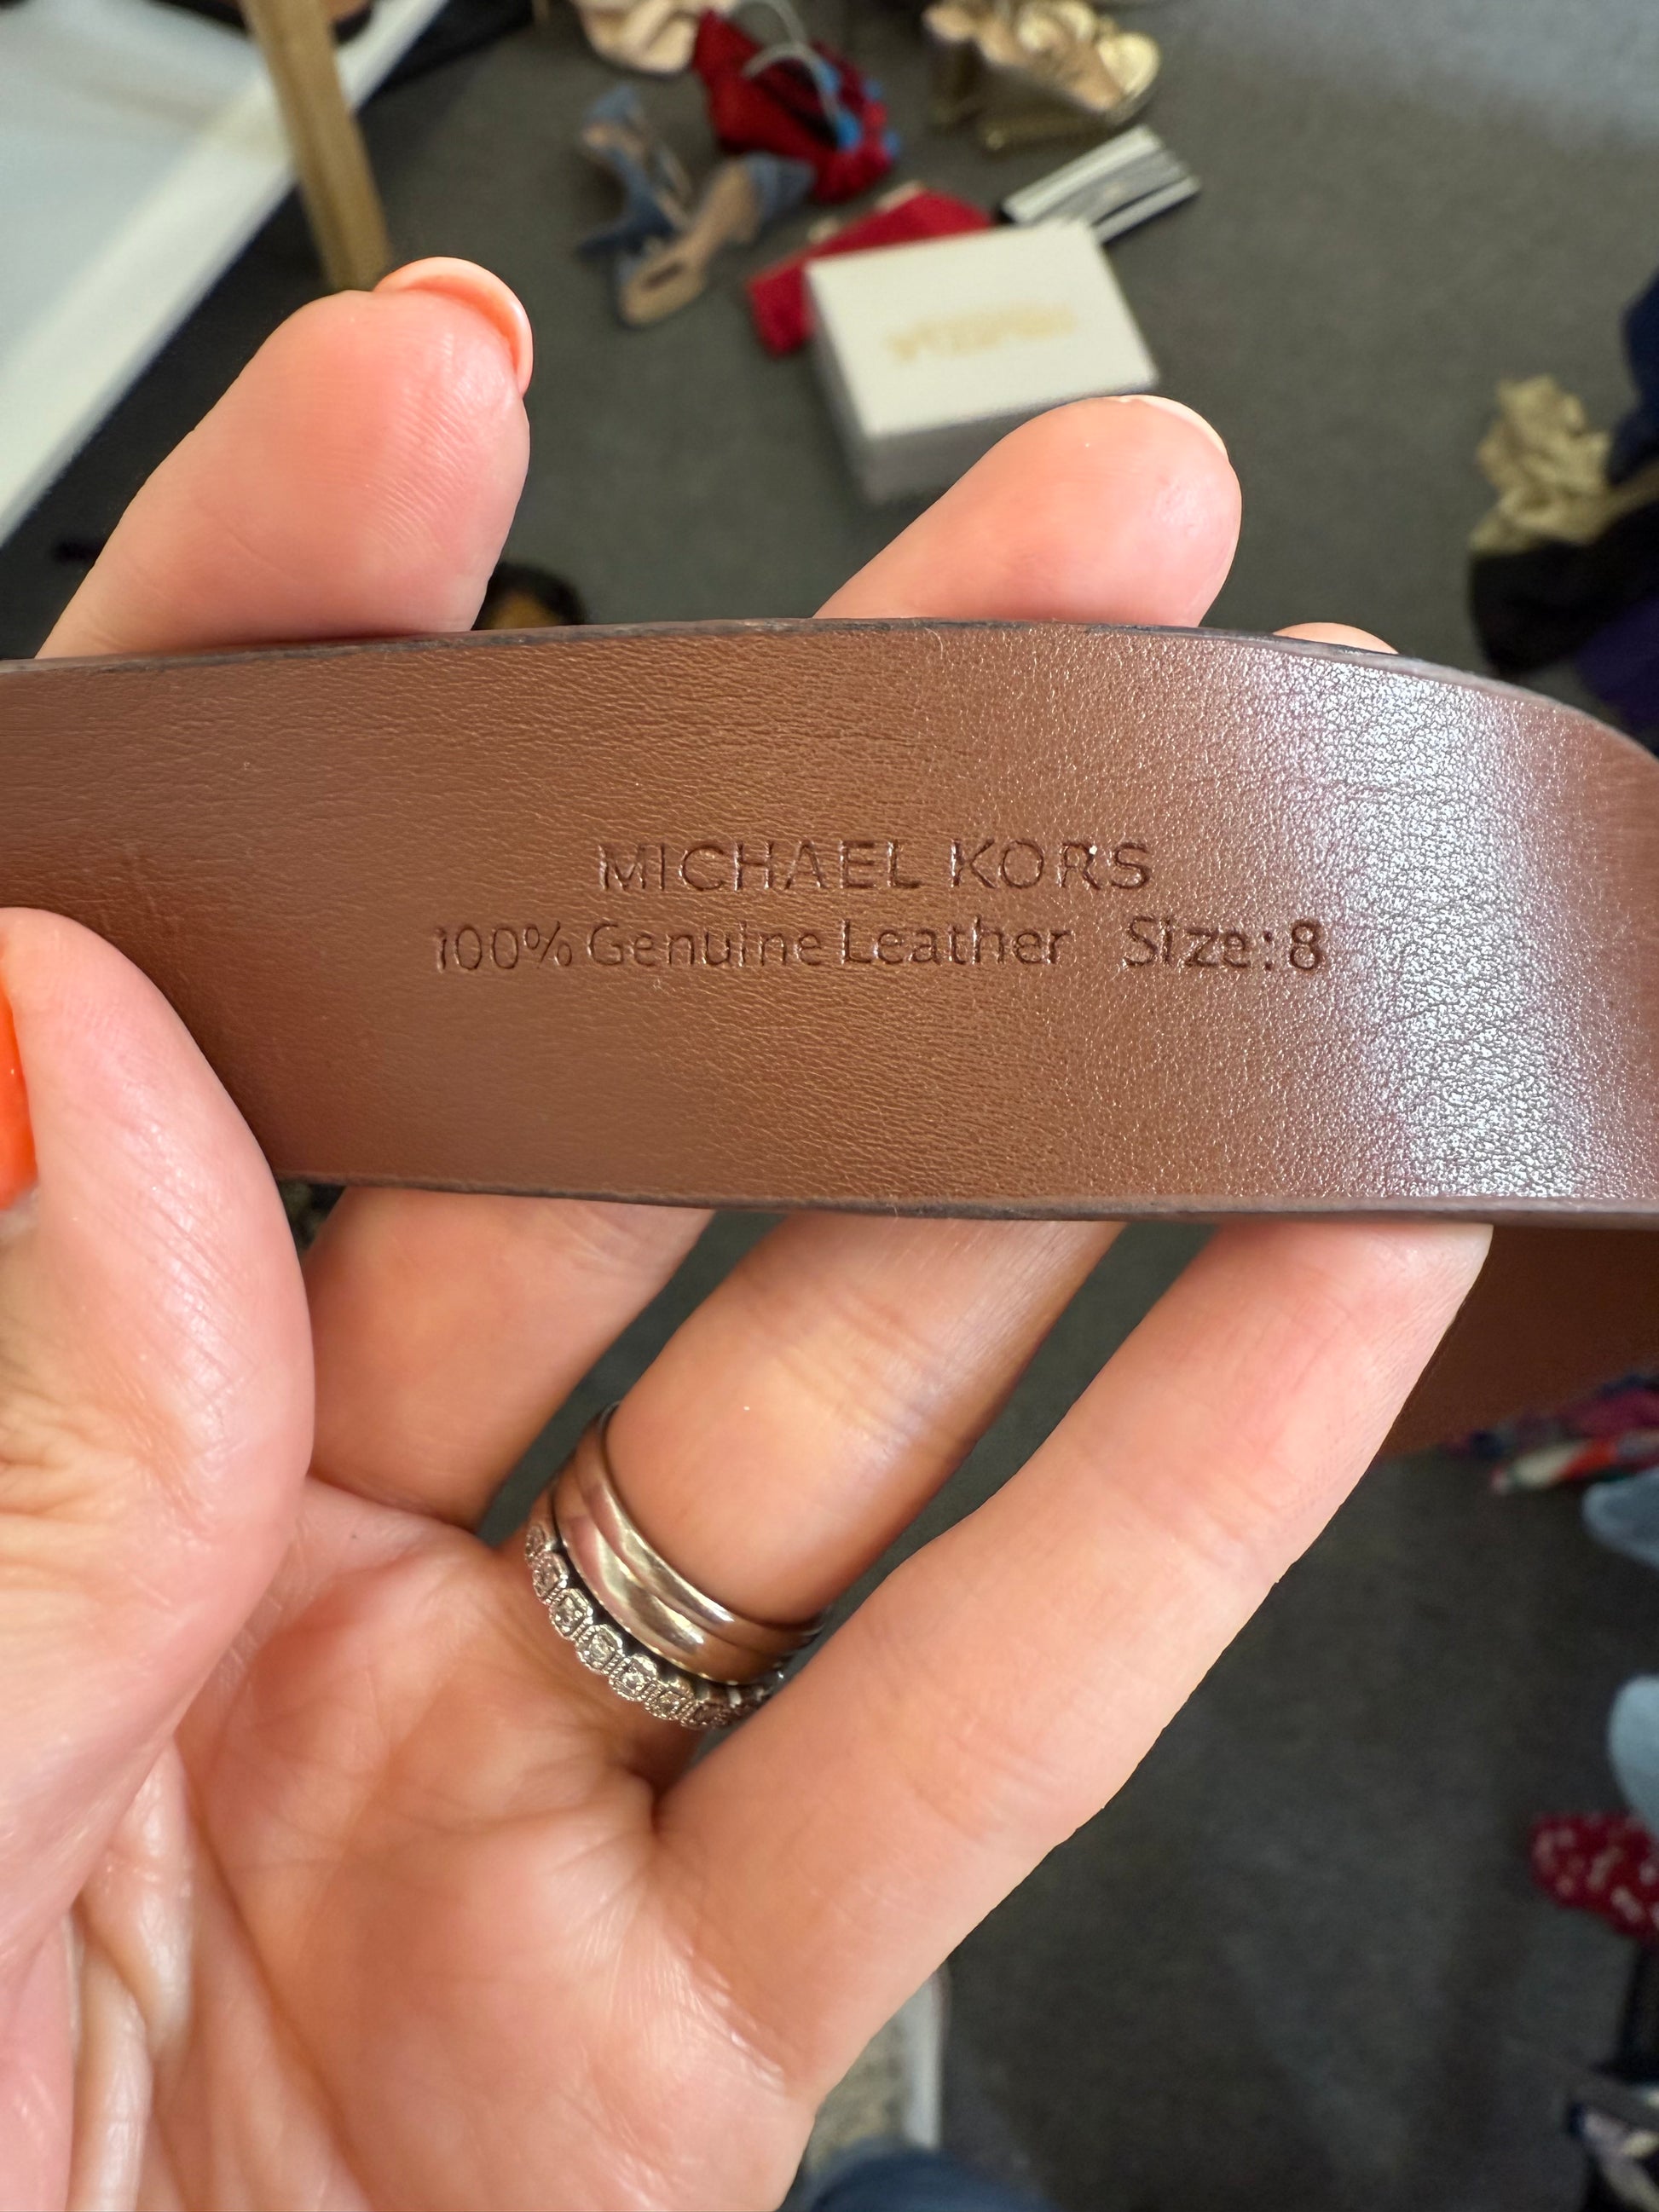 MICHAEL KORS
100% Genuine Leather Size:8